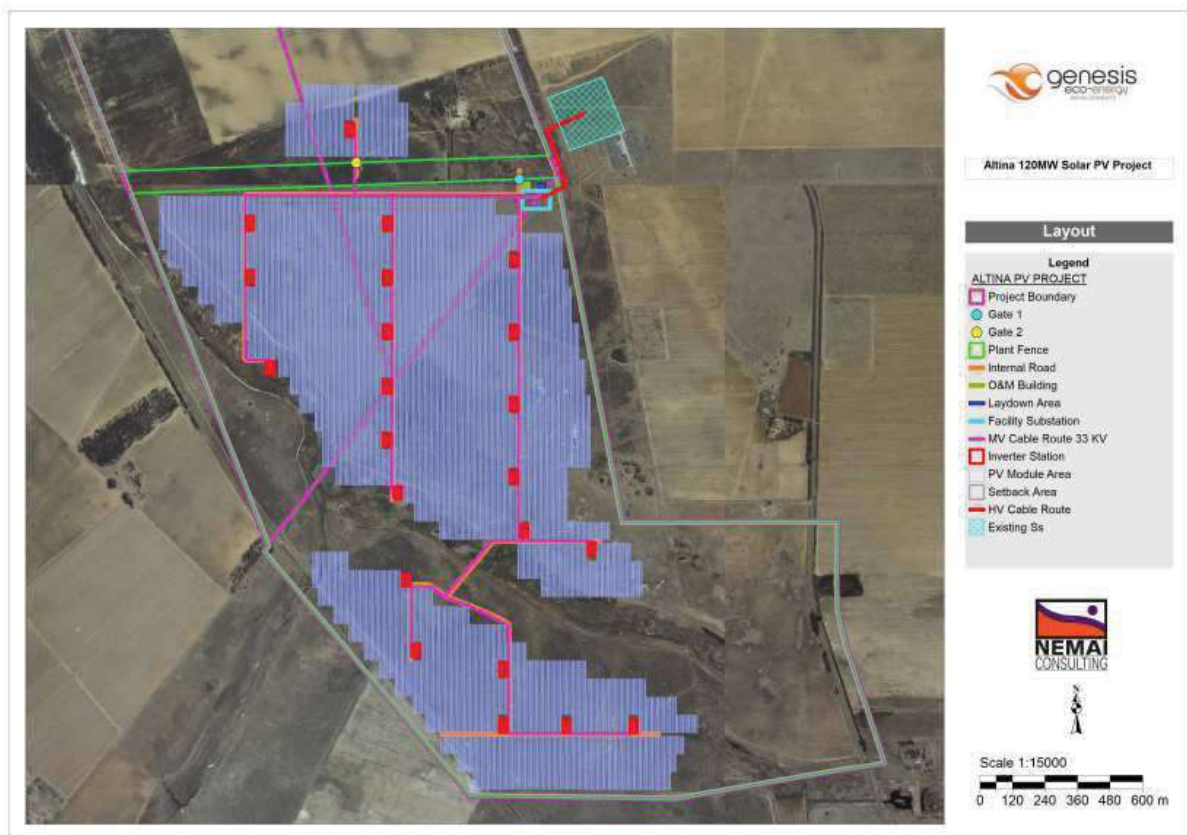 genesis
eco-energy
DEVELOPMENTS
Altina 120MW Solar PV Project
Layout
Legend
ALTINA PV PROJECT
Project Boundary
Gate 1
Gate 2
Plant Fence
Internal Road
O&M Building
Laydown Area
Facility Substation
MV Cable Route 33 KV
Inverter Station
PV Module Area
Setback Area
HV Cable Route
Existing Ss
NEMAI
CONSULTING
N
Scale 1:15000
0 120 240 360 480 600 m